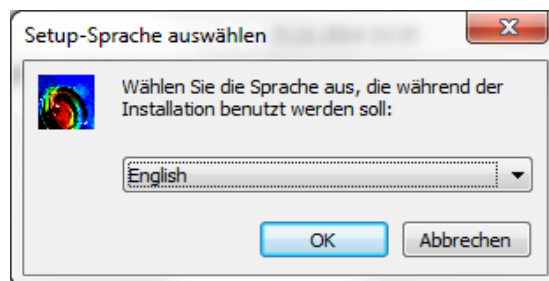 Setup-Sprache auswählen
Wählen Sie die Sprache aus, die während der
Installation benutzt werden soll:
English
OK
Abbrechen